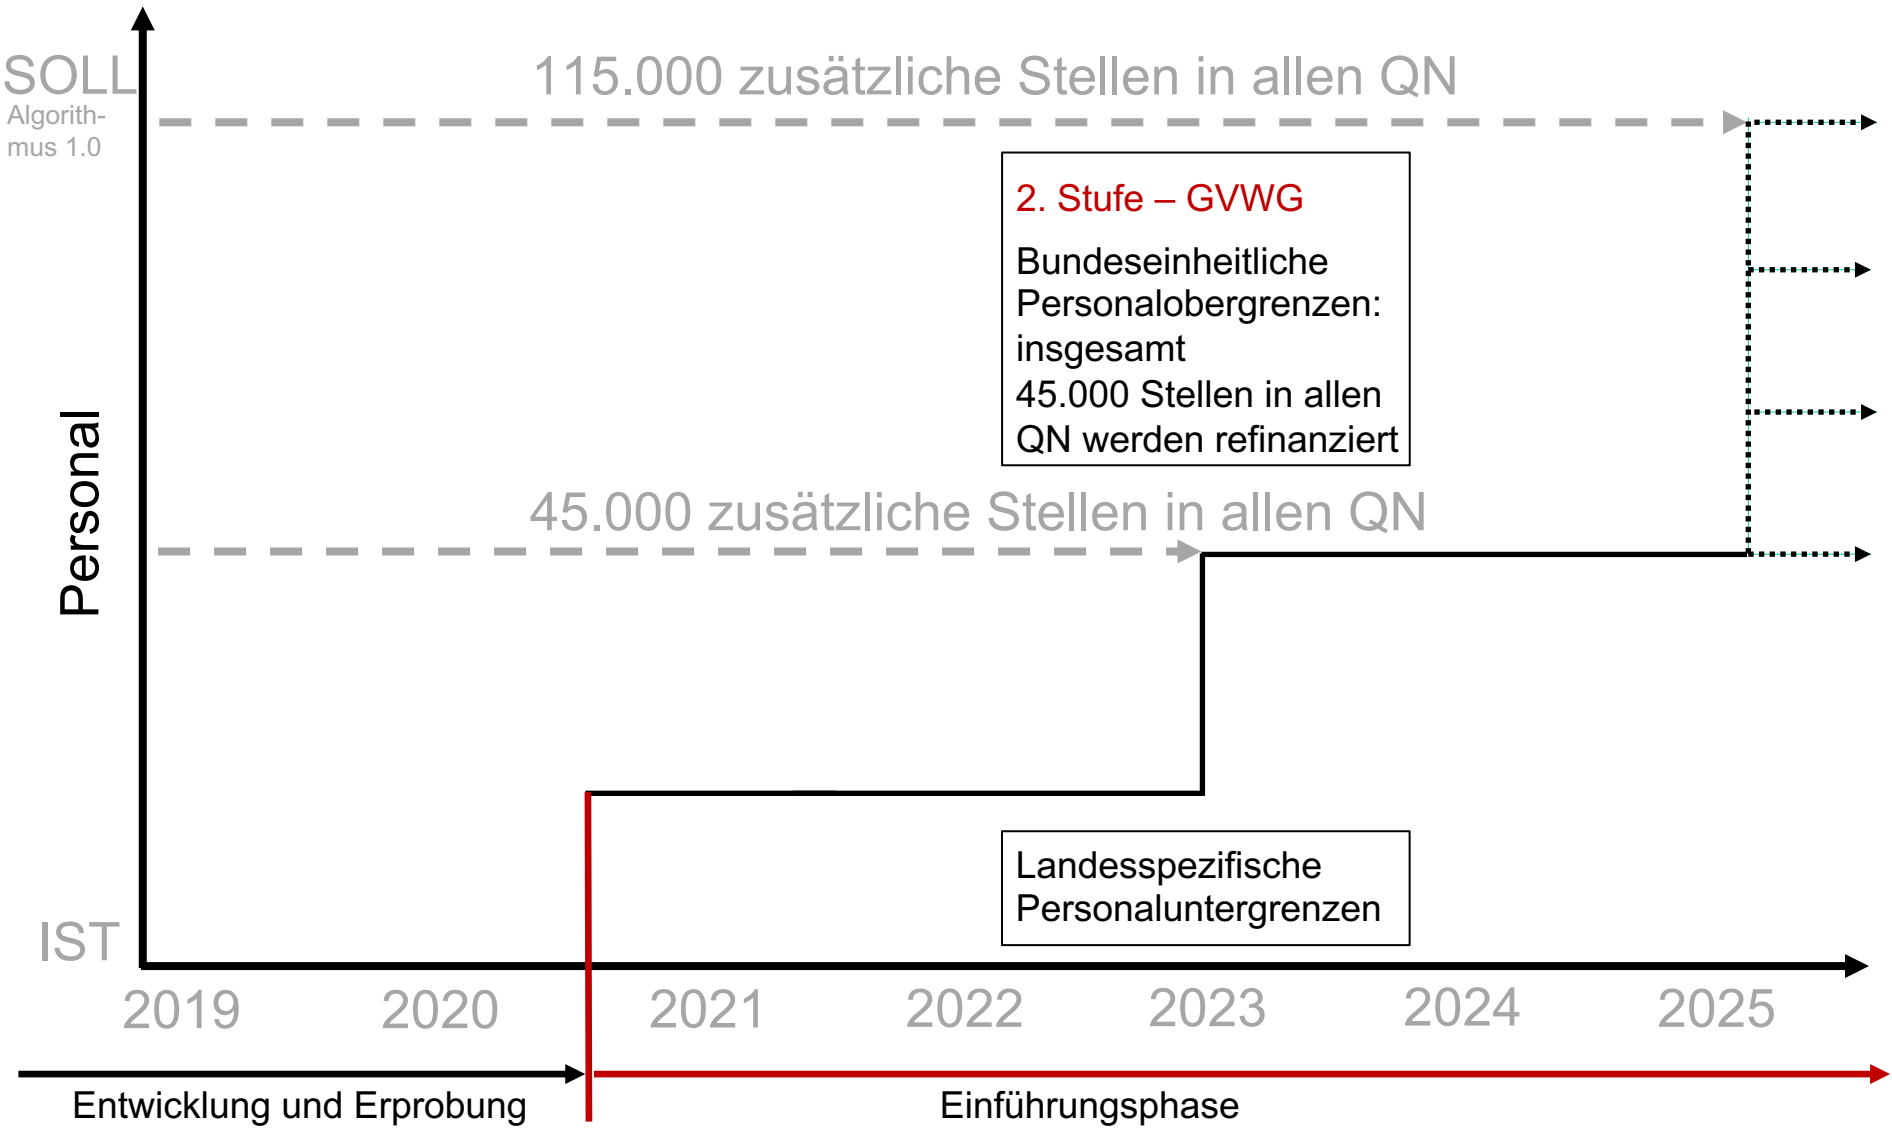 SOLL
Algorith-
mus 1.0
115.000 zusätzliche Stellen in allen QN
2. Stufe – GVWG
Bundeseinheitliche
Personalobergrenzen:
insgesamt
45.000 Stellen in allen
QN werden refinanziert
Personal
45.000 zusätzliche Stellen in allen QN
Landesspezifische
Personaluntergrenzen
IST
2019 2020 2021 2022 2023 2024 2025
Entwicklung und Erprobung Einführungsphase